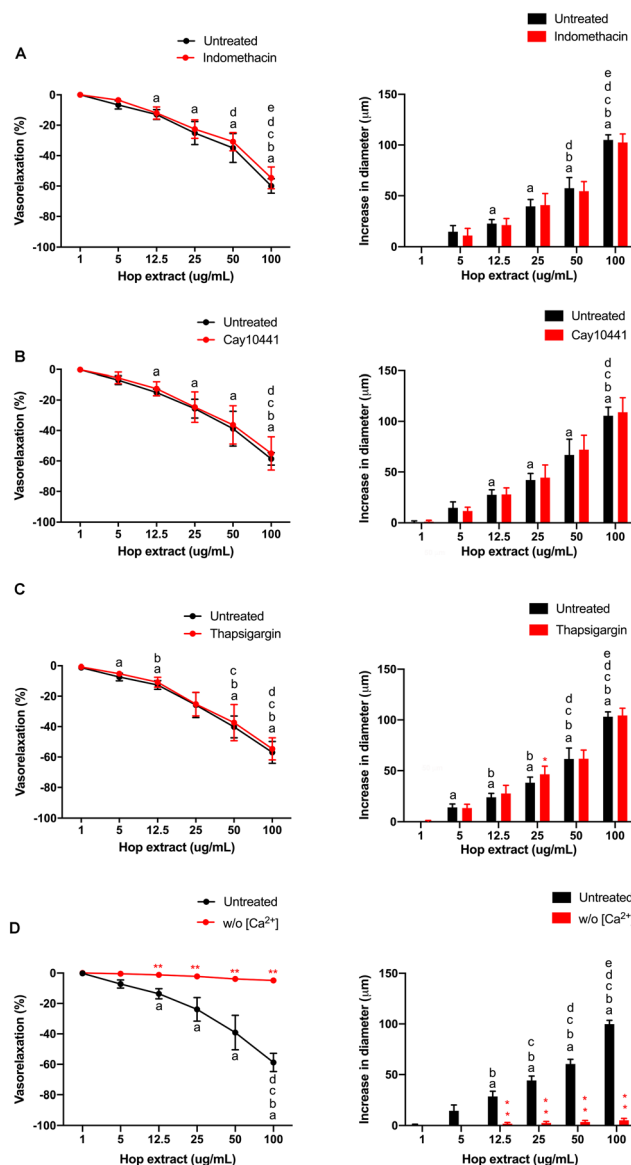 A
Untreated
Indomethacin
a
a
d
a
e
d
c
b
a
0
-20
-40
-60
-80
-100
Vasorelaxation (%)
1 5 12.5 25 50 100
Hop extract (ug/mL)
Untreated
Indomethacin
a
a
d
b
a
e
d
c
b
a
150
100
50
0
Increase in diameter (μm)
1 5 12.5 25 50 100
Hop extract (ug/mL)
B
Untreated
Cay10441
a
a
a
d
c
b
a
0
-20
-40
-60
-80
-100
Vasorelaxation (%)
1 5 12.5 25 50 100
Hop extract (ug/mL)
Untreated
Cay10441
a
a
a
d
c
b
a
150
100
50
0
Increase in diameter (μm)
1 5 12.5 25 50 100
Hop extract (ug/mL)
C
Untreated
Thapsigargin
a
b
a
c
b
a
d
c
b
a
0
-20
-40
-60
-80
-100
Vasorelaxation (%)
1 5 12.5 25 50 100
Hop extract (ug/mL)
Untreated
Thapsigargin
a
b
a
b
a
*
d
c
b
a
e
d
c
b
a
150
100
50
0
Increase in diameter (μm)
1 5 12.5 25 50 100
Hop extract (ug/mL)
D
Untreated
w/o [Ca²⁺]
** ** ** **
a
a
a
d
c
b
a
0
-20
-40
-60
-80
-100
Vasorelaxation (%)
1 5 12.5 25 50 100
Hop extract (ug/mL)
Untreated
w/o [Ca²⁺
b
a
**
c
b
a
**
d
c
b
a
**
e
d
c
b
a
**
150
100
50
0
Increase in diameter (μm)
1 5 12.5 25 50 100
Hop extract (ug/mL)